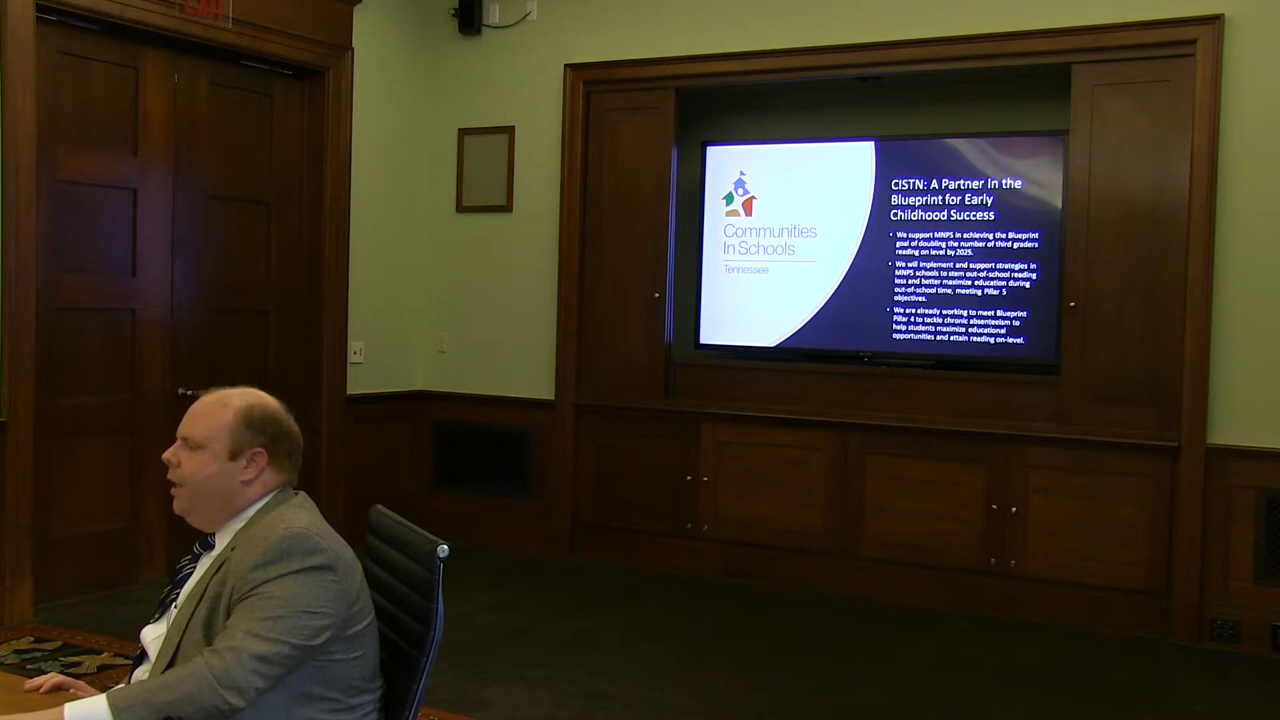 EXIT
Communities
In Schools
Tennessee
CISTN: A Partner In the
Blueprint for Early
Childhood Success
• We support MNPS in achieving the Blueprint
goal of doubling the number of third graders
reading on level by 2025.
• We will implement and support strategies in
MNPS schools to stem out-of-school reading
loss and better maximize education during
out-of-school time, meeting Pillar 5
objectives.
• We are already working to meet Blueprint
Pillar 4 to tackle chronic absenteeism to
help students maximize educational
opportunities and attain reading on-level.